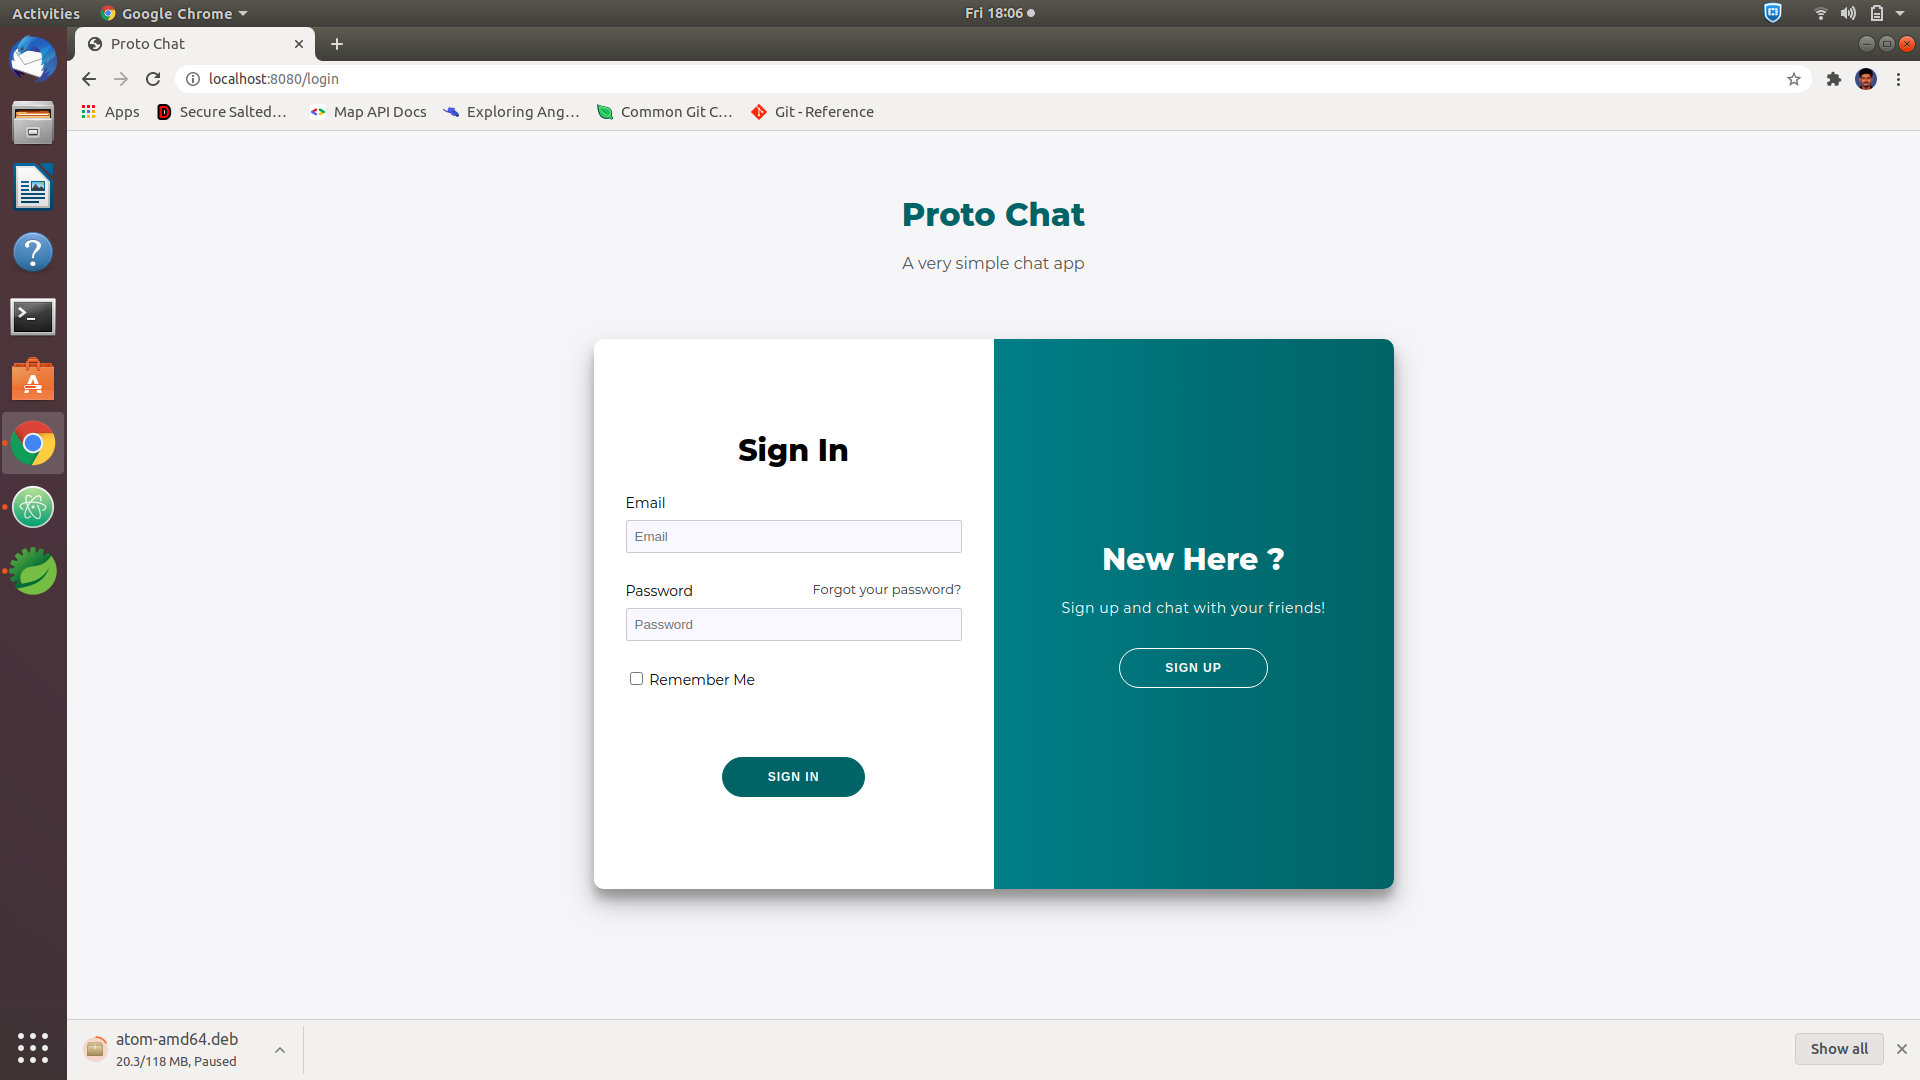 Activities
Google Chrome
Fri 18:06
Proto Chat
localhost:8080/login
Apps
Secure Salted...
Map API Docs
Exploring Ang...
Common Git C...
Git - Reference
Proto Chat
A very simple chat app
Sign In
Email
Email
Password
Forgot your password?
Password
Remember Me
SIGN IN
New Here ?
Sign up and chat with your friends!
SIGN UP
atom-amd64.deb
20.3/118 MB, Paused
Show all